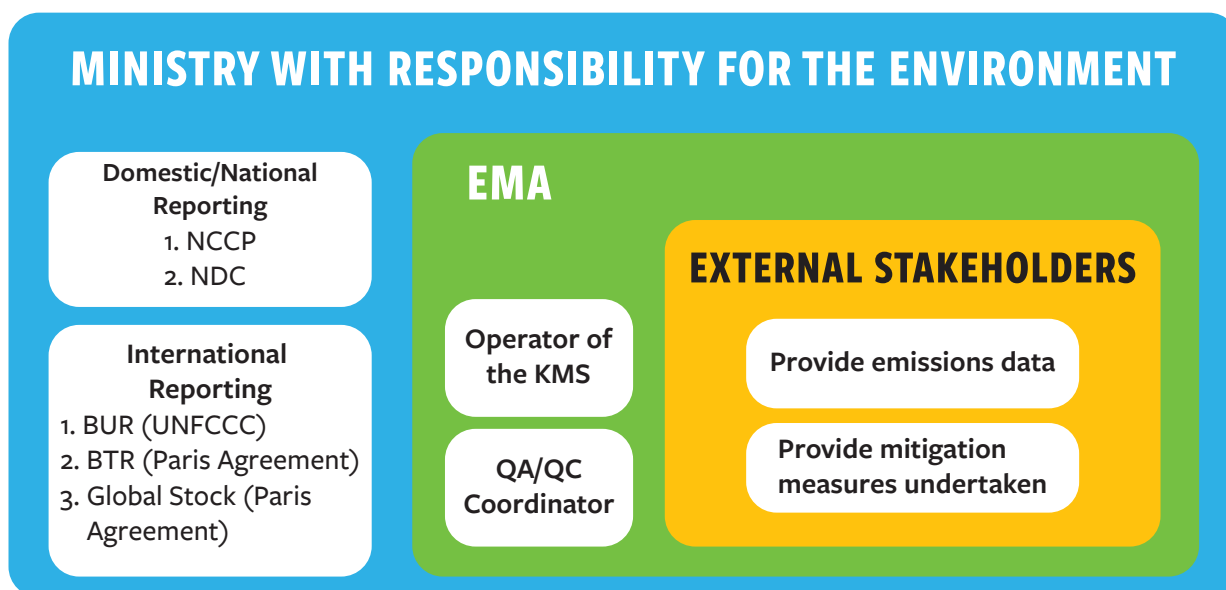 MINISTRY WITH RESPONSIBILITY FOR THE ENVIRONMENT
Domestic/National
Reporting
1. NCCP
2. NDC
International
Reporting
1. BUR (UNFCCC)
2. BTR (Paris Agreement)
3. Global Stock (Paris
Agreement)
EMA
Operator of
the KMS
QA/QC
Coordinator
EXTERNAL STAKEHOLDERS
Provide emissions data
Provide mitigation
measures undertaken